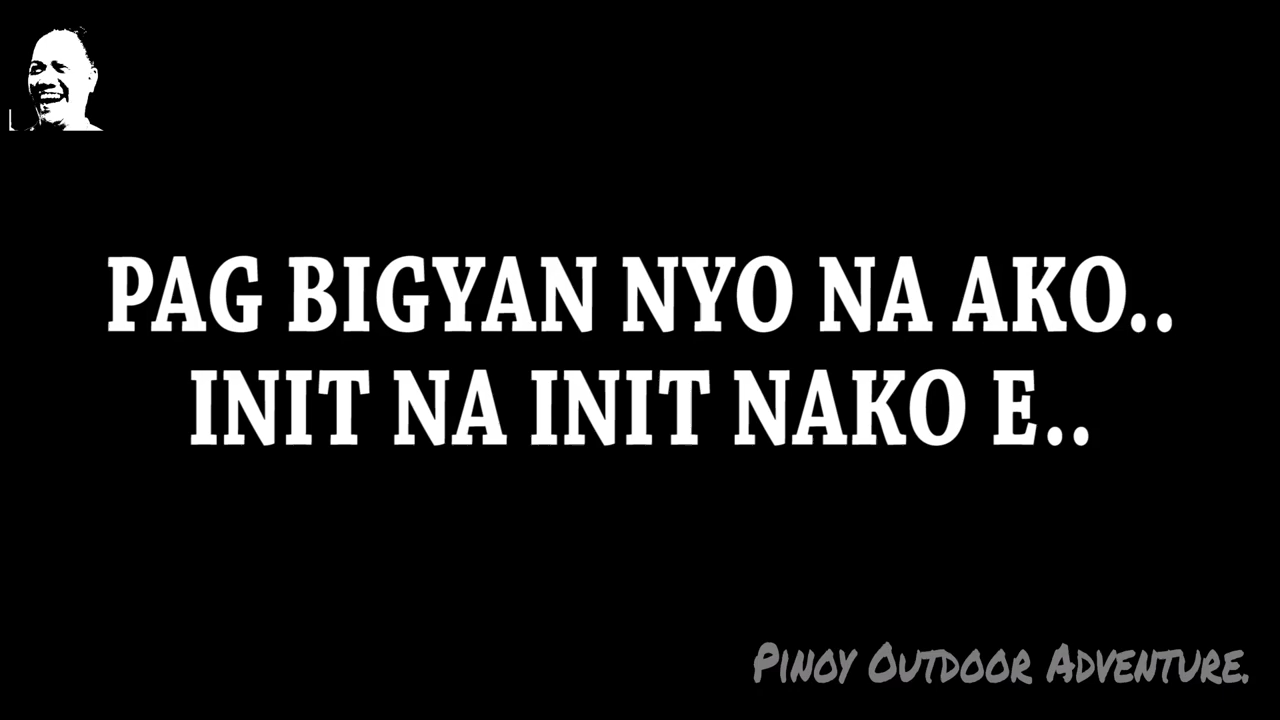 PAG BIGYAN NYO NA AKO..
INIT NA INIT NAKO E..
PINOY OUTDOOR ADVENTURE.